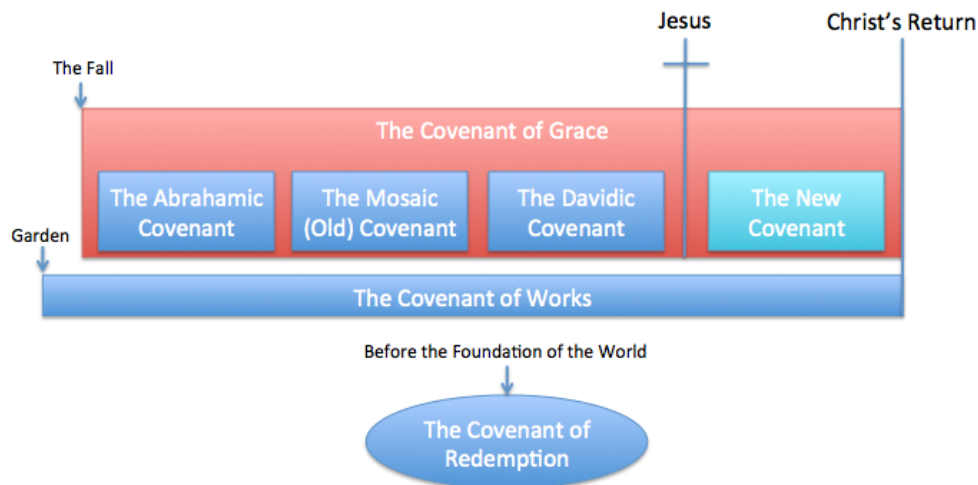 Jesus
Christ's Return
The Fall
The Covenant of Grace
The Abrahamic
Covenant
The Mosaic
(Old) Covenant
The Davidic
Covenant
The New
Covenant
Garden
The Covenant of Works
Before the Foundation of the World
The Covenant of
Redemption